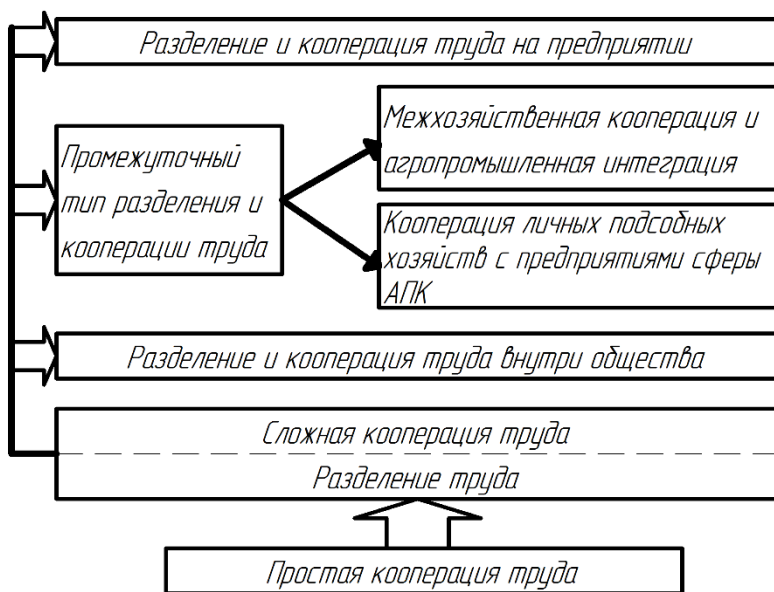 Разделение и кооперация труда на предприятии
Промежуточный
тип разделения и
кооперации труда
Межхозяйственная кооперация и
агропромышленная интеграция
Кооперация личных подсобных
хозяйств с предприятиями сферы
АПК
Разделение и кооперация труда внутри общества
Сложная кооперация труда
Разделение труда
Простая кооперация труда